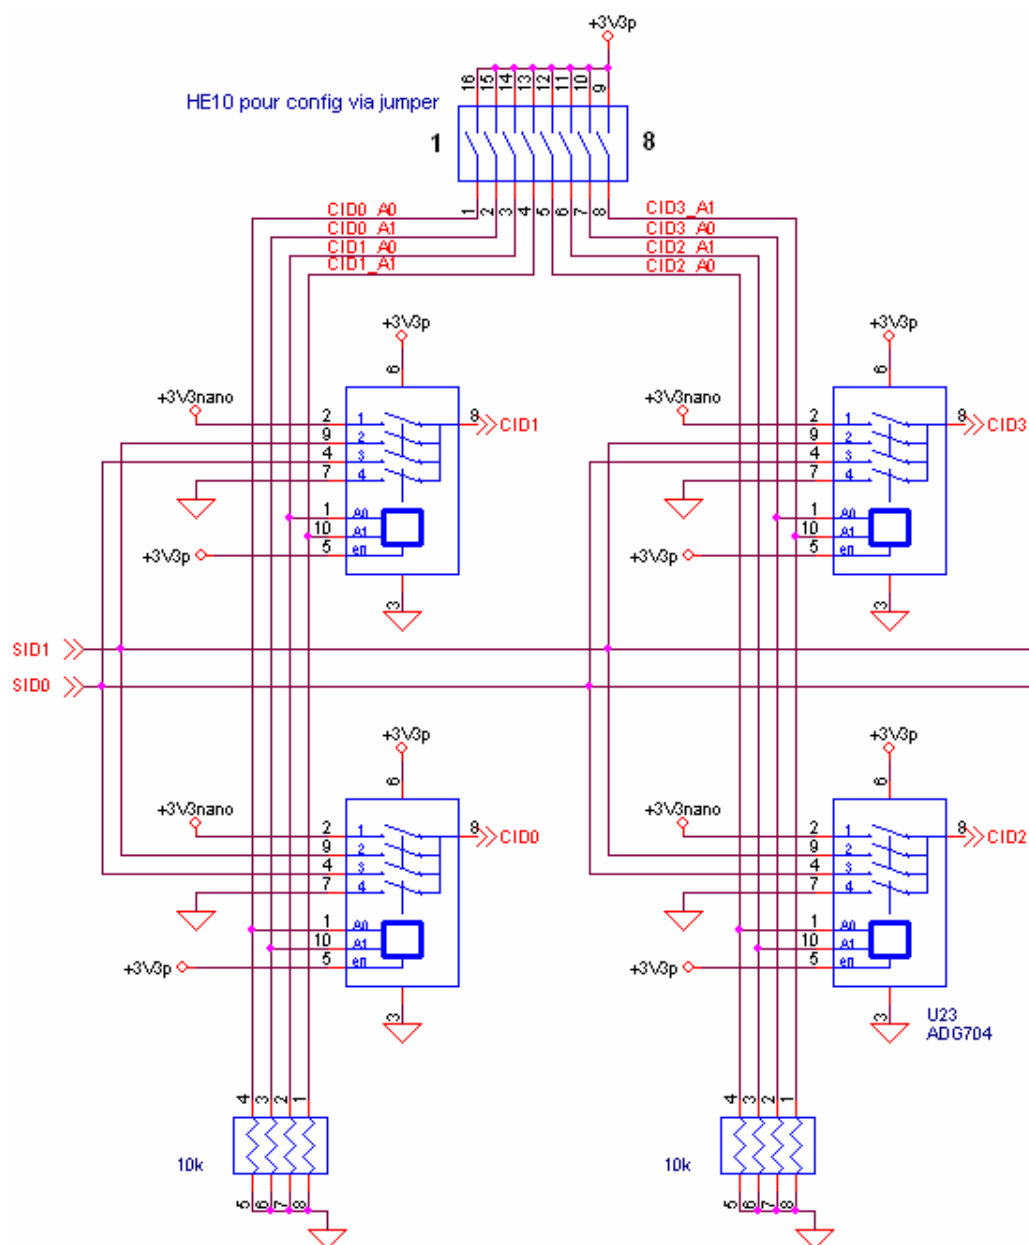 +3V3p
16 15 14 13 12 11 10 9
HE10 pour config via jumper
1 8
1 2 3 4 5 6 7 8
CID0_A0 CID3_A1
CID0_A1 CID3_A0
CID1_A0 CID2_A1
CID1_A1 CID2_A0
+3V3p +3V3p
6 6
+3V3nano +3V3nano
2 1 8 CID1 2 1 8 CID3
9 2 9 2
4 3 4 3
7 4 7 4
1 A0 1 A0
10 A1 10 A1
+3V3p 5 en +3V3p 5 en
3 3
SID1
SID0
+3V3p +3V3p
6 6
+3V3nano +3V3nano
2 1 8 CID0 2 1 8 CID2
9 2 9 2
4 3 4 3
7 4 7 4
1 A0 1 A0
10 A1 10 A1
+3V3p 5 en +3V3p 5 en
3 3
U23
ADG704
4 3 2 1 4 3 2 1
10k 10k
5 6 7 8 5 6 7 8